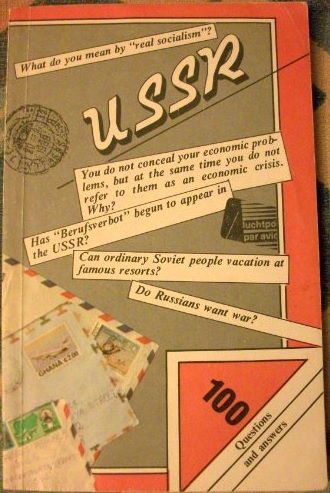 What do you mean by "real socialism"?
USSR
You do not conceal your economic prob-
lems, but at the same time you do not
refer to them as an economic crisis.
Why?
Has "Berufsverbot" begun to appear in
the USSR?
uchtpo
par avio
Can ordinary Soviet people vacation at
famous resorts?
Do Russians want war?
GHANA
100
Questions
and answers